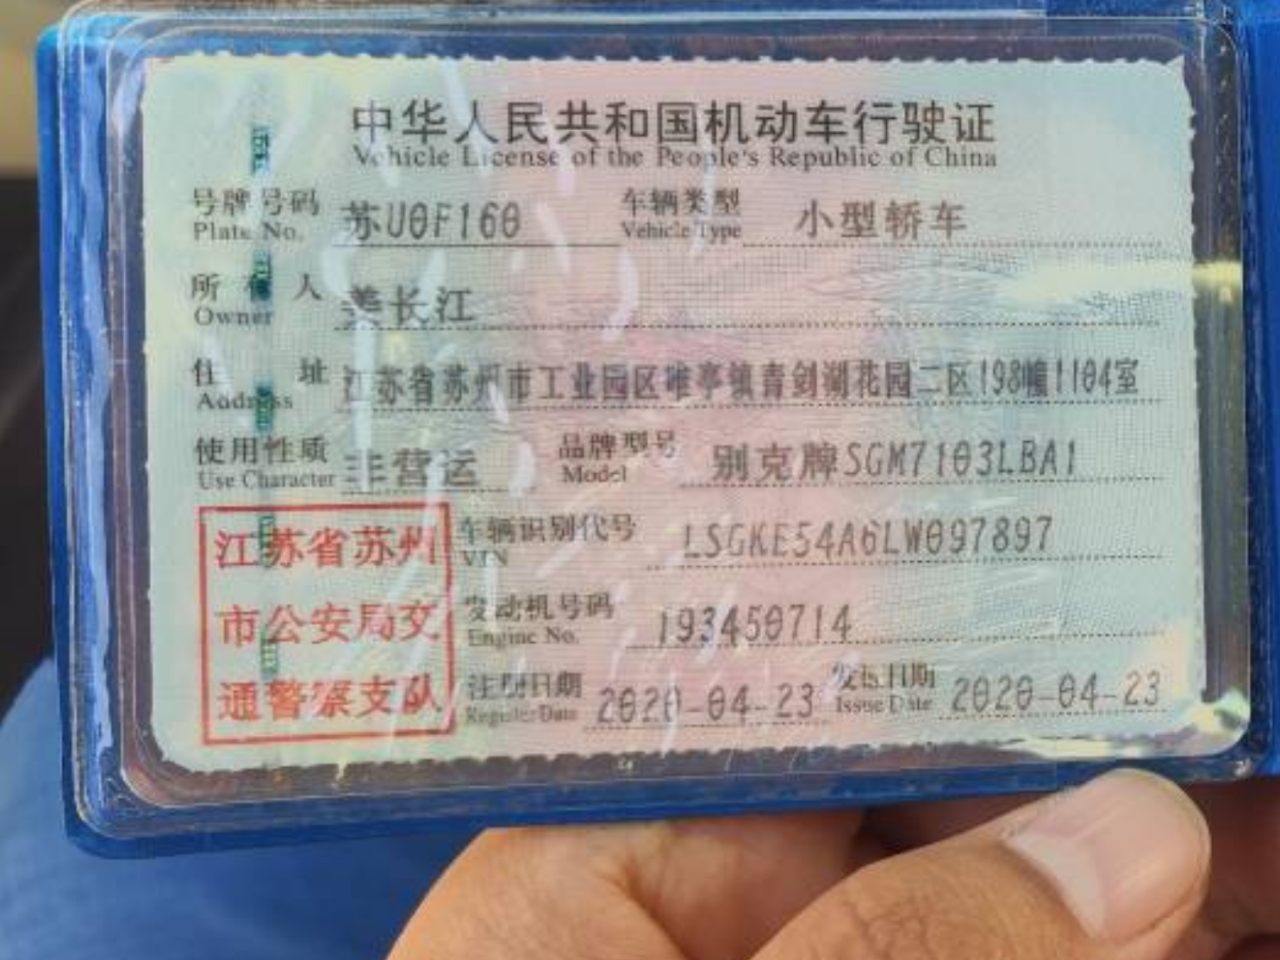 中华人民共和国机动车行驶证
Vehicle License of the People's Republic of China
号牌号码 苏U0F160 车辆类型 小型轿车
Plate No. Vehicle Type
所有人 姜长江
Owner
住址 江苏省苏州市工业园区唯亭镇青剑湖花园二区198幢1104室
Address
使用性质 非营运 品牌型号 别克牌SGM7103LBA1
Use Character Model
江苏省苏州 车辆识别代号 LSGKE54A6LW097897
VIN
市公安局交 发动机号码 193450714
Engine No.
通警察支队 注册日期 2020-04-23 发证日期 2020-04-23
Register Date Issue Date